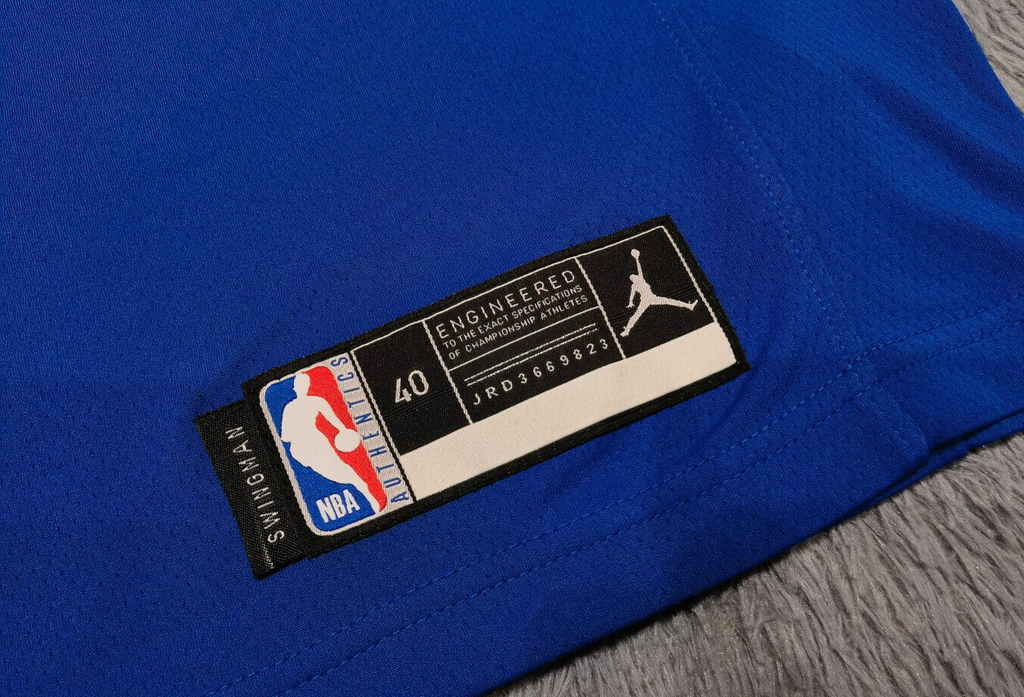 SWINGMAN
NBA
AUTHENTICS
40
ENGINEERED
TO THE EXACT SPECIFICATIONS
OF CHAMPIONSHIP ATHLETES
JRD3669823